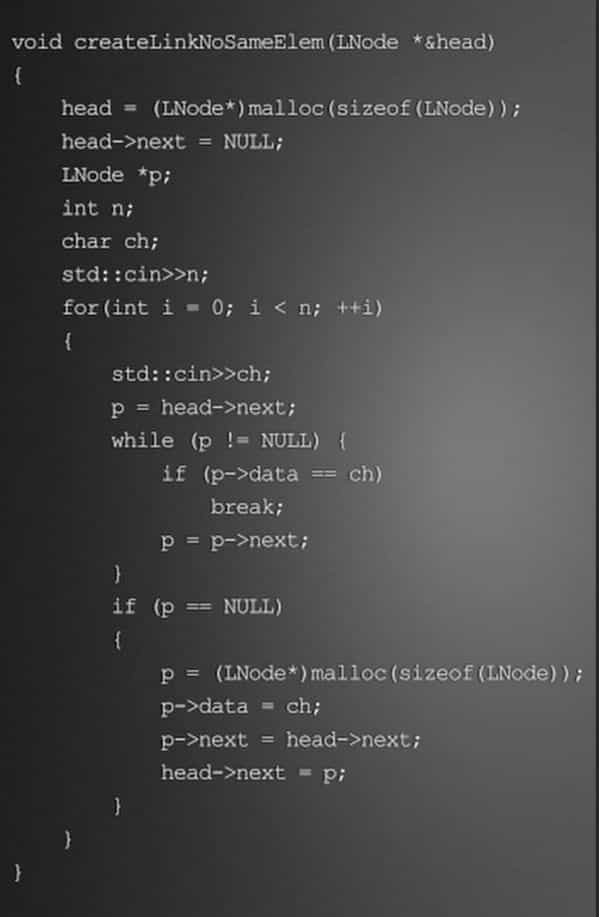 void createLinkNoSameElem(LNode *&head)
{
    head = (LNode*)malloc(sizeof(LNode));
    head->next = NULL;
    LNode *p;
    int n;
    char ch;
    std::cin>>n;
    for(int i = 0; i < n; ++i)
    {
        std::cin>>ch;
        p = head->next;
        while (p != NULL) {
            if (p->data == ch)
                break;
            p = p->next;
        }
        if (p == NULL)
        {
            p = (LNode*)malloc(sizeof(LNode));
            p->data = ch;
            p->next = head->next;
            head->next = p;
        }
    }
}